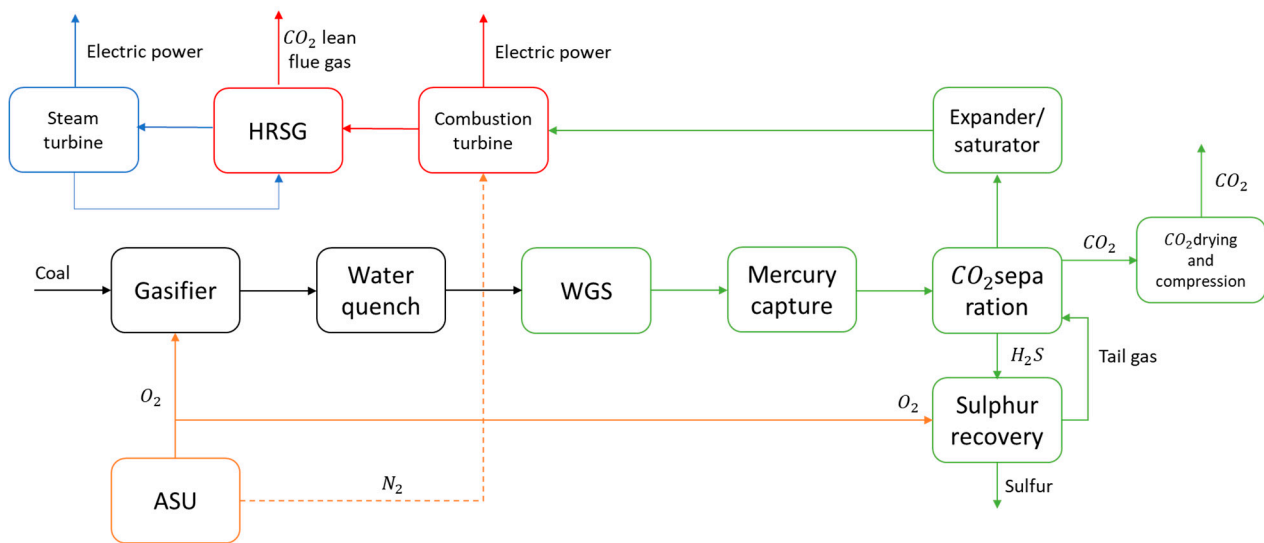 Electric power
CO₂ lean
flue gas
Electric power
Steam
turbine
HRSG
Combustion
turbine
Expander/
saturator
CO₂
Coal
Gasifier
Water
quench
WGS
Mercury
capture
CO₂sepa
ration
CO₂
CO₂drying
and
compression
H₂S
Tail gas
O₂
O₂
Sulphur
recovery
ASU
N₂
Sulfur